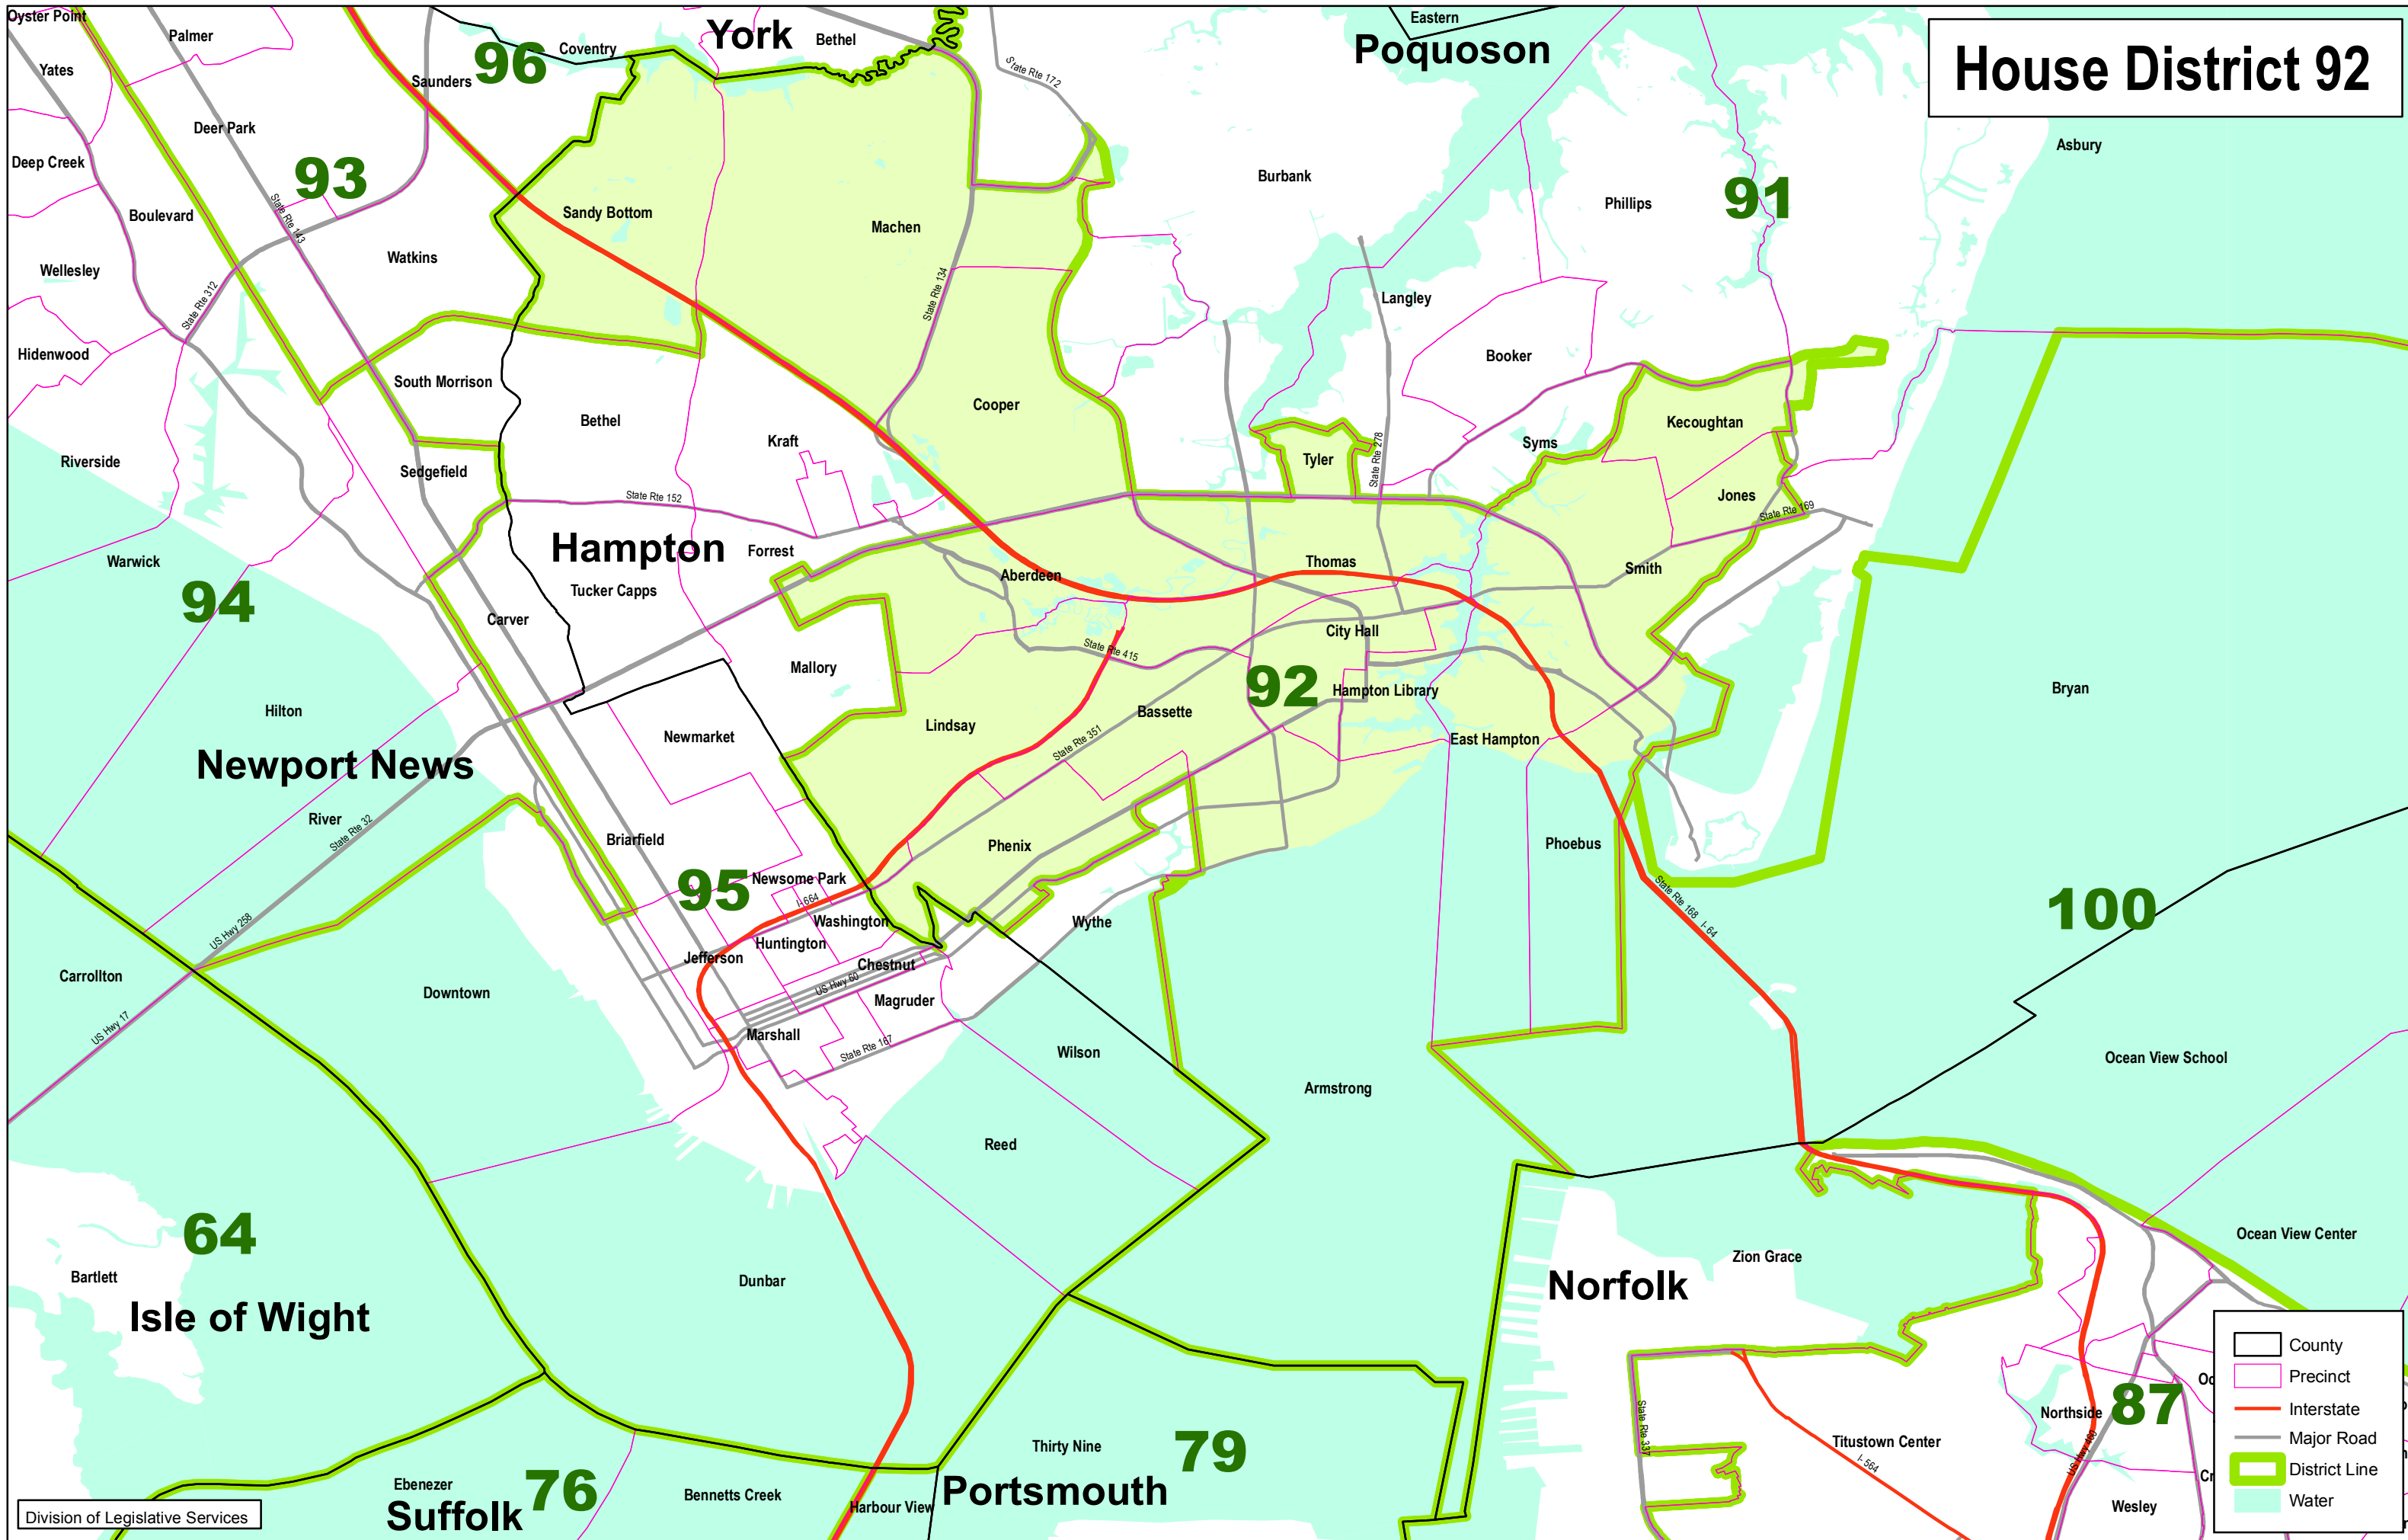 House District 92
Oyster Point
Palmer
Yates
Saunders
96
Coventry
York
Bethel
State Rte 172
Eastern
Poquoson
Asbury
Deer Park
Deep Creek
93
Boulevard
State Rte 143
Watkins
Sandy Bottom
Machen
Burbank
Phillips
91
Wellesley
State Rte 312
State Rte 134
Langley
Hidenwood
South Morrison
Booker
Bethel
Cooper
Kecoughtan
Kraft
Syms
Riverside
Sedgefield
Tyler
State Rte 278
Jones
State Rte 152
State Rte 169
Hampton
Forrest
Warwick
94
Tucker Capps
Aberdeen
Thomas
Smith
Carver
City Hall
State Rte 415
Mallory
92
Hampton Library
Bryan
Hilton
Lindsay
Bassette
Newmarket
State Rte 351
East Hampton
Newport News
River
State Rte 32
Briarfield
Phenix
Phoebus
95
Newsome Park
I-664
Washington
Wythe
State Rte 168
I-64
100
US Hwy 258
Huntington
Jefferson
Chestnut
Carrollton
US Hwy 60
Downtown
Magruder
US Hwy 17
Marshall
State Rte 167
Wilson
Ocean View School
Armstrong
Reed
64
Ocean View Center
Bartlett
Zion Grace
Dunbar
Norfolk
Isle of Wight
State Rte 337
Northside
87
79
Thirty Nine
Titustown Center
I-564
US Hwy 460
Ebenezer
76
Bennetts Creek
Portsmouth
Harbour View
Suffolk
Wesley
County
Precinct
Interstate
Major Road
District Line
Water
Division of Legislative Services